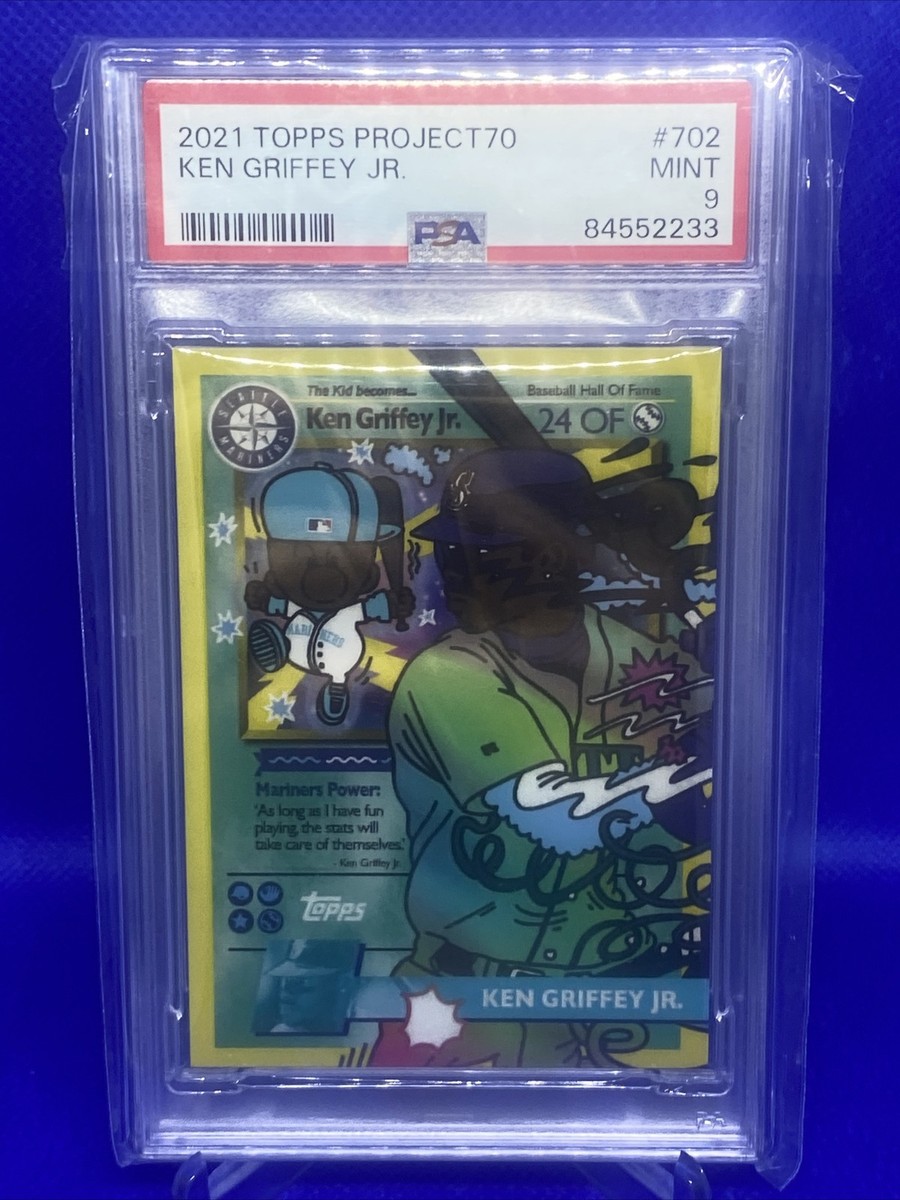 2021 TOPPS PROJECT70 #702
KEN GRIFFEY JR. MINT
9
PSA 84552233
The Kid becomes...
Ken Griffey Jr.
Baseball Hall Of Fame
24 OF
SEATTLE
MARINERS
S
MARINERS
Mariners Power:
"As long as I have fun
playing, the stats will
take care of themselves."
- Ken Griffey Jr.
topps
KEN GRIFFEY JR.